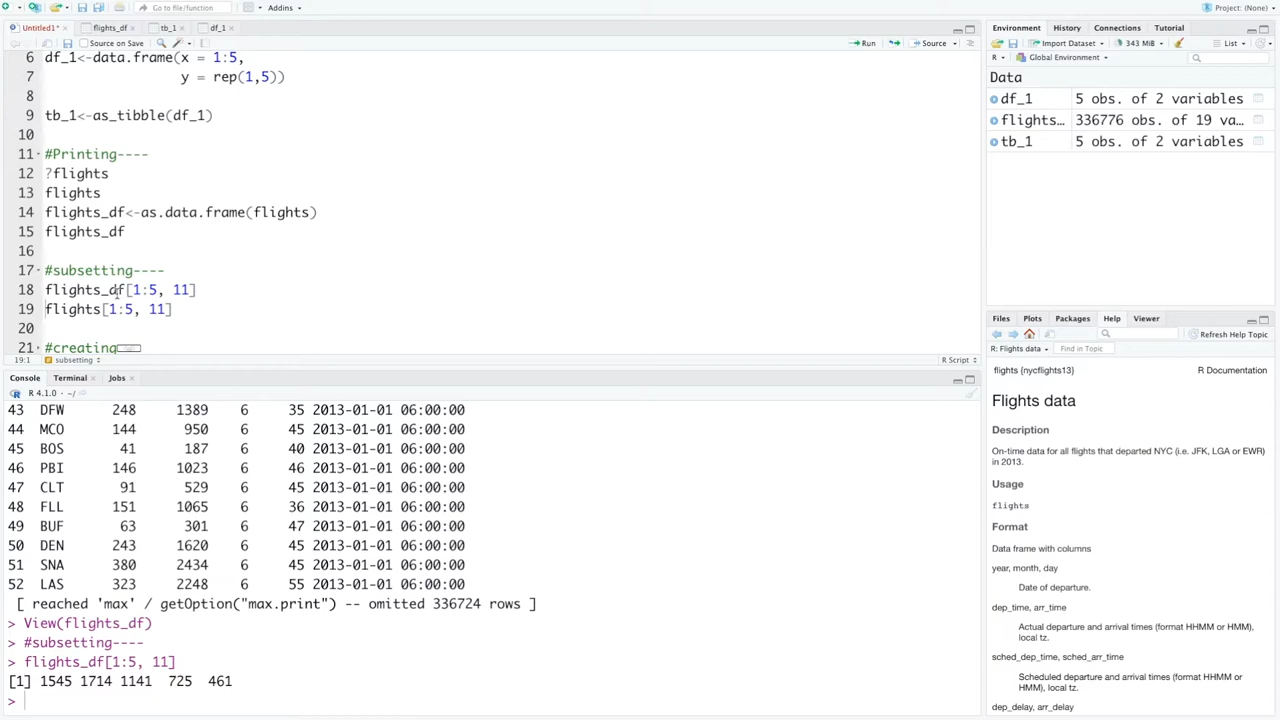 Go to file/function
Addins
Project: (None)
Untitled1*
flights_df
tb_1
df_1
Source on Save
Run
Source
6 df_1<-data.frame(x = 1:5,
7 y = rep(1,5))
8
9 tb_1<-as_tibble(df_1)
10
11 #Printing----
12 ?flights
13 flights
14 flights_df<-as.data.frame(flights)
15 flights_df
16
17 #subsetting----
18 flights_df[1:5, 11]
19 flights[1:5, 11]
20
21 #creating
19:1 subsetting R Script
Console Terminal Jobs
R 4.1.0 · ~/
43 DFW 248 1389 6 35 2013-01-01 06:00:00
44 MCO 144 950 6 45 2013-01-01 06:00:00
45 BOS 41 187 6 40 2013-01-01 06:00:00
46 PBI 146 1023 6 46 2013-01-01 06:00:00
47 CLT 91 529 6 45 2013-01-01 06:00:00
48 FLL 151 1065 6 36 2013-01-01 06:00:00
49 BUF 63 301 6 47 2013-01-01 06:00:00
50 DEN 243 1620 6 45 2013-01-01 06:00:00
51 SNA 380 2434 6 45 2013-01-01 06:00:00
52 LAS 323 2248 6 55 2013-01-01 06:00:00
[ reached 'max' / getOption("max.print") -- omitted 336724 rows ]
> View(flights_df)
> #subsetting----
> flights_df[1:5, 11]
[1] 1545 1714 1141 725 461
>
Environment History Connections Tutorial
Import Dataset 343 MiB List
R Global Environment
Data
df_1 5 obs. of 2 variables
flights… 336776 obs. of 19 va…
tb_1 5 obs. of 2 variables
Files Plots Packages Help Viewer
Refresh Help Topic
R: Flights data Find in Topic
flights {nycflights13} R Documentation
Flights data
Description
On-time data for all flights that departed NYC (i.e. JFK, LGA or EWR)
in 2013.
Usage
flights
Format
Data frame with columns
year, month, day
Date of departure.
dep_time, arr_time
Actual departure and arrival times (format HHMM or HMM),
local tz.
sched_dep_time, sched_arr_time
Scheduled departure and arrival times (format HHMM or
HMM), local tz.
dep_delay, arr_delay